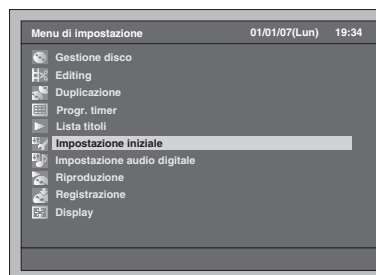 Menu di impostazione 01/01/07(Lun) 19:34
Gestione disco
Editing
Duplicazione
Progr. timer
Lista titoli
Impostazione iniziale
Impostazione audio digitale
Riproduzione
Registrazione
Display